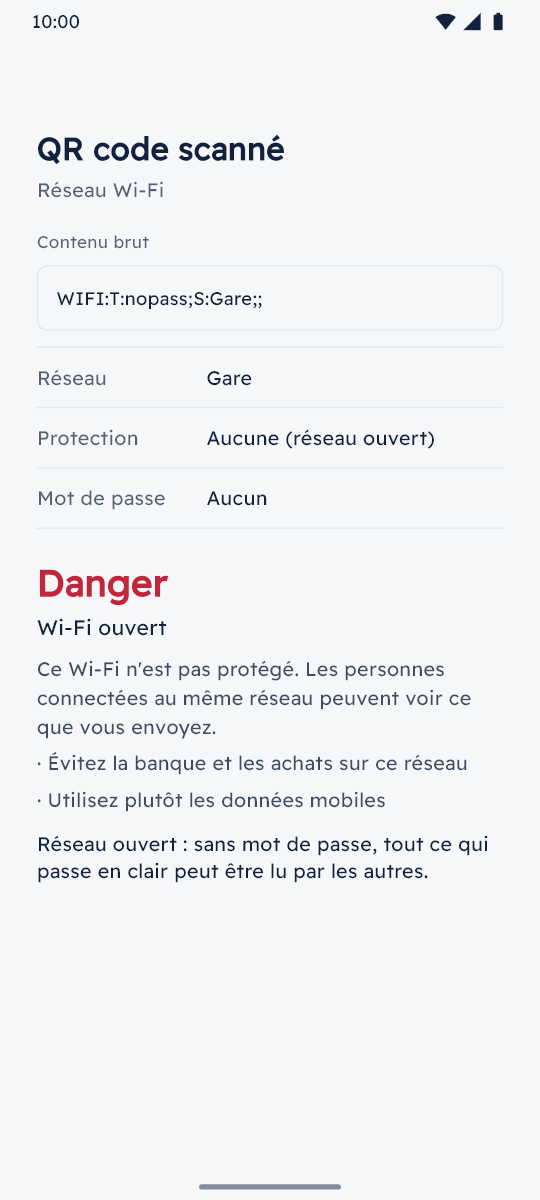 10:00
QR code scanné
Réseau Wi-Fi
Contenu brut
WIFI:T:nopass;S:Gare;;
Réseau Gare
Protection Aucune (réseau ouvert)
Mot de passe Aucun
Danger
Wi-Fi ouvert
Ce Wi-Fi n'est pas protégé. Les personnes
connectées au même réseau peuvent voir ce
que vous envoyez.
· Évitez la banque et les achats sur ce réseau
· Utilisez plutôt les données mobiles
Réseau ouvert : sans mot de passe, tout ce qui
passe en clair peut être lu par les autres.